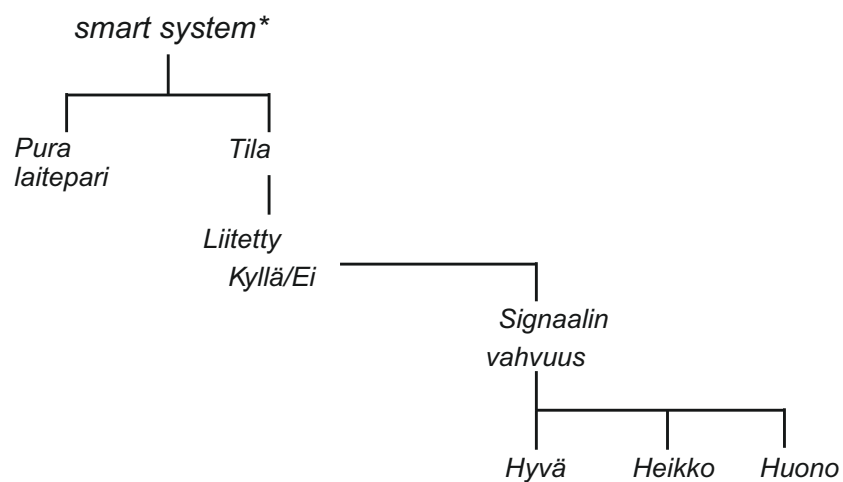 smart system*
Pura
laitepari
Tila
Liitetty
Kyllä/Ei
Signaalin
vahvuus
Hyvä
Heikko
Huono